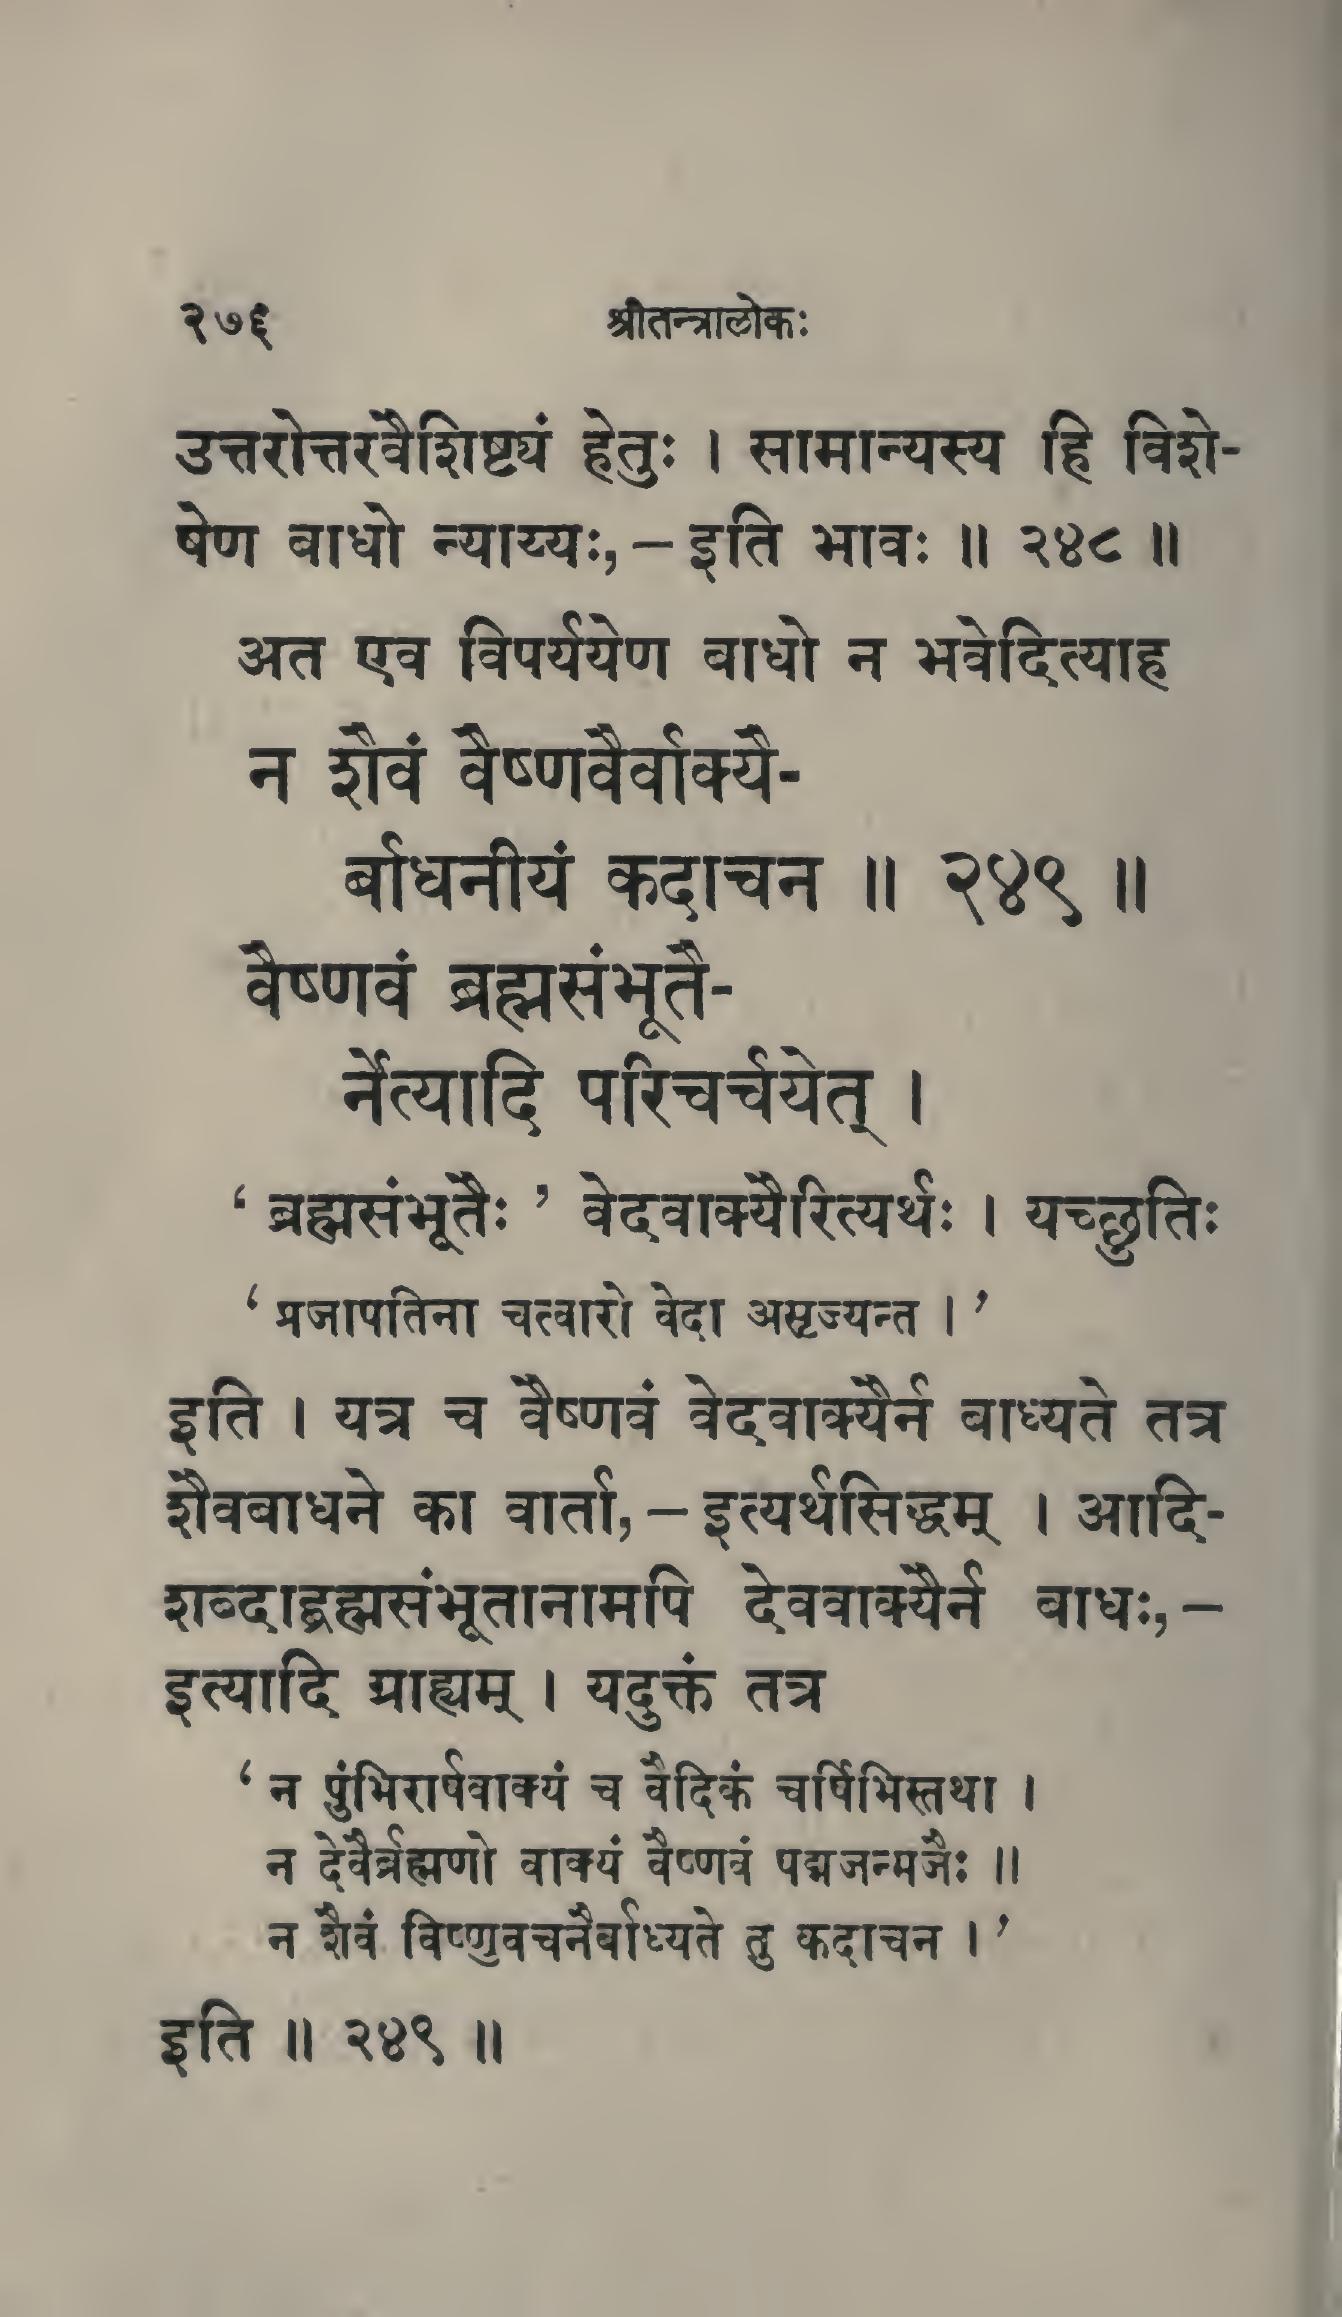 २७६ श्रीतन्त्रालोकः
उत्तरोत्तरवैशिष्ट्यं हेतुः । सामान्यस्य हि विशे-
षेण बाधो न्याय्यः,–इति भावः ॥ २४८ ॥
अत एव विपर्ययेण बाधो न भवेदित्याह
न शैवं वैष्णवैर्वाक्यै-
र्बाधनीयं कदाचन ॥ २४९ ॥
वैष्णवं ब्रह्मसंभूतै-
र्नेत्यादि परिचर्चयेत् ।
‘ ब्रह्मसंभूतैः ’ वेदवाक्यैरित्यर्थः । यच्छ्रुतिः
‘ प्रजापतिना चत्वारो वेदा असृज्यन्त । ’
इति । यत्र च वैष्णवं वेदवाक्यैर्न बाध्यते तत्र
शैवबाधने का वार्ता,–इत्यर्थसिद्धम् । आदि-
शब्दाद्ब्रह्मसंभूतानामपि देववाक्यैर्न बाधः,–
इत्यादि ग्राह्यम् । यदुक्तं तत्र
‘ न पुंभिरार्षवाक्यं च वैदिकं चर्षिभिस्तथा ।
न देवैर्ब्रह्मणो वाक्यं वैष्णवं पद्मजन्मजैः ॥
न शैवं विष्णुवचनैर्बाध्यते तु कदाचन । ’
इति ॥ २४९ ॥